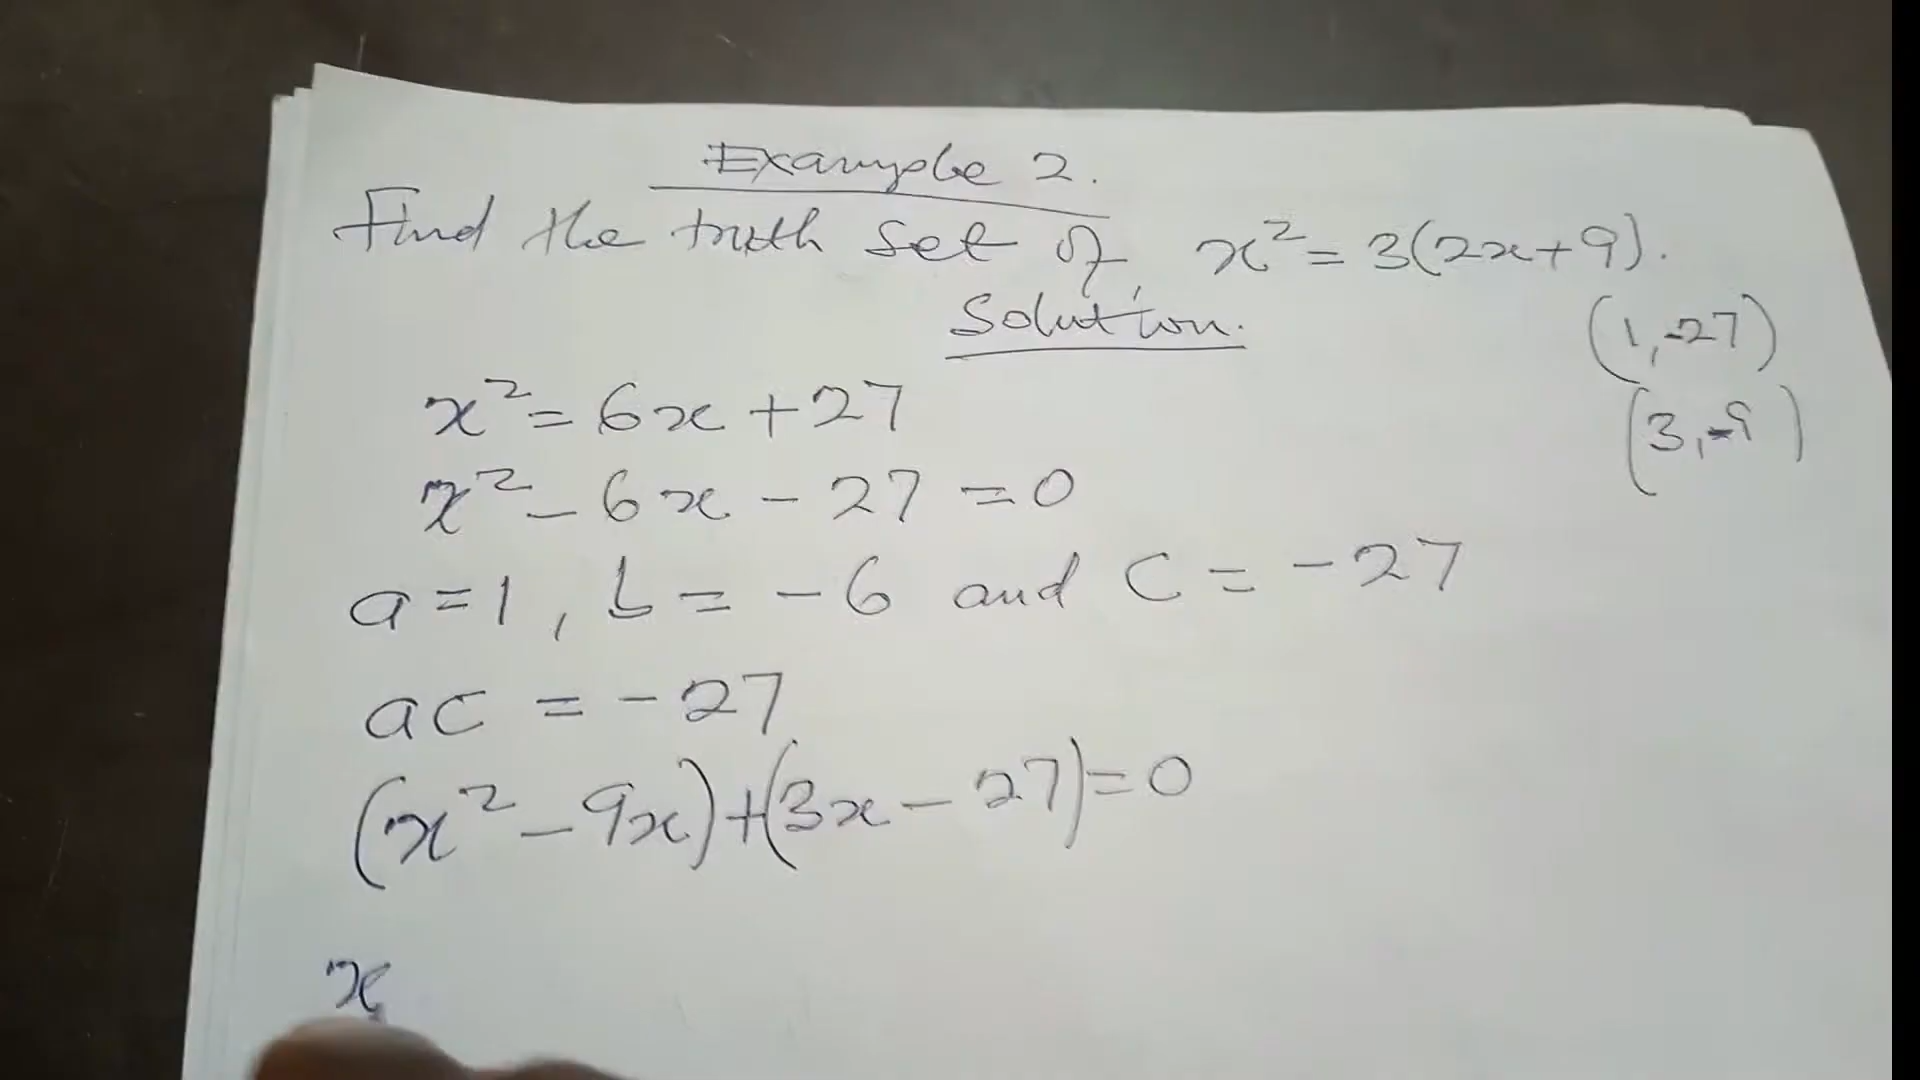 Example 2.
Find the truth set of x² = 3(2x+9).
Solution.
(1, -27)
(3, -9)
x² = 6x + 27
x² - 6x - 27 = 0
a = 1, b = -6 and c = -27
ac = -27
(x² - 9x) + (3x - 27) = 0
x